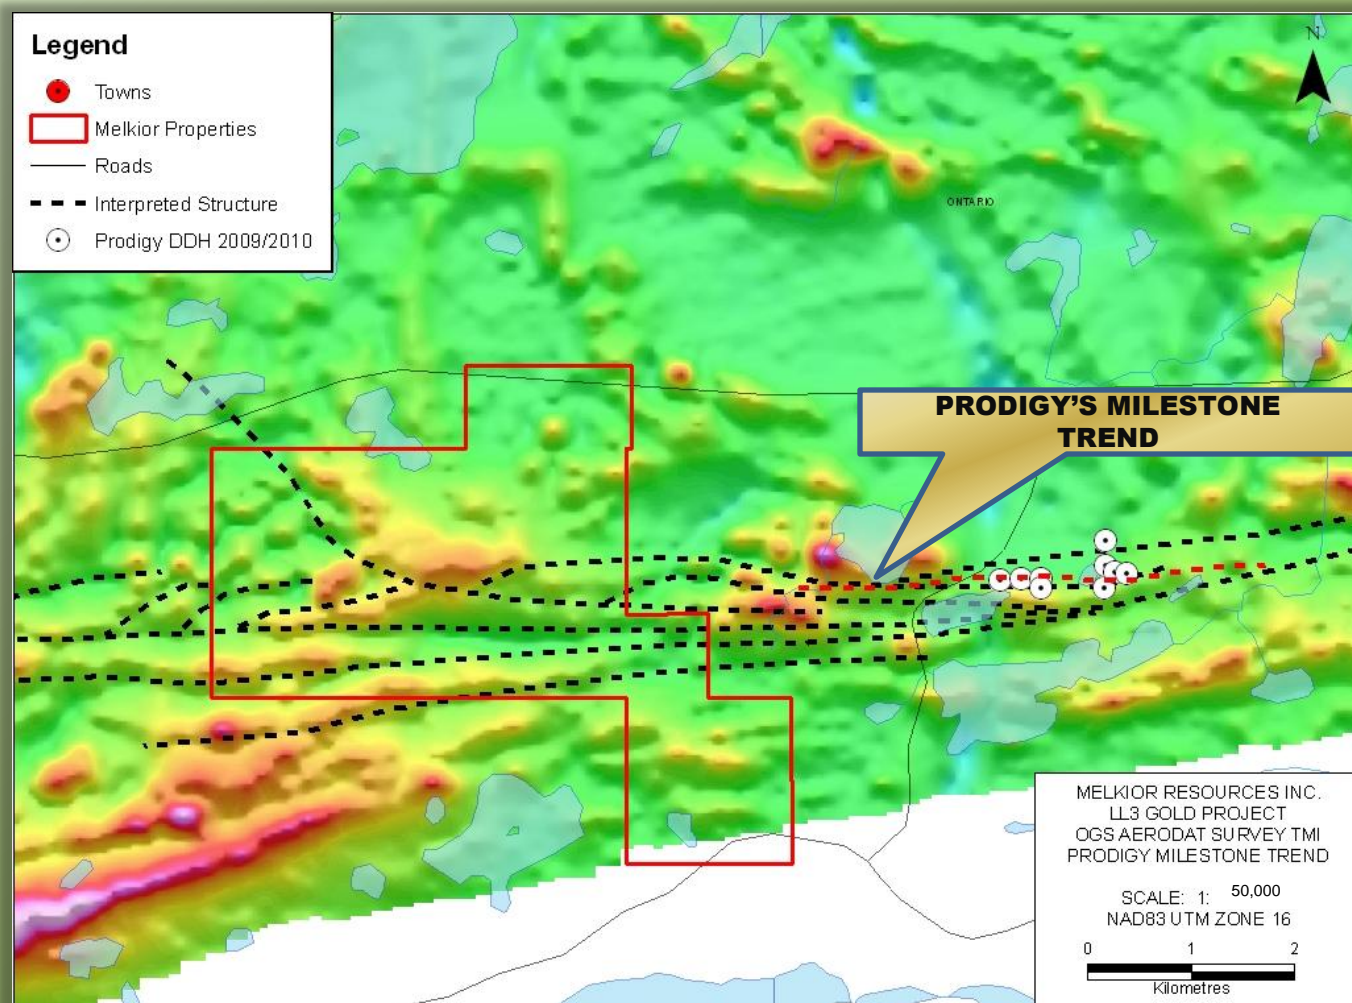 Legend
Towns
Melkior Properties
Roads
Interpreted Structure
Prodigy DDH 2009/2010
N
ONTARIO
PRODIGY'S MILESTONE
TREND
MELKIOR RESOURCES INC.
LL3 GOLD PROJECT
OGS AERODAT SURVEY TMI
PRODIGY MILESTONE TREND
SCALE: 1: 50,000
NAD83 UTM ZONE 16
0 1 2
Kilometres